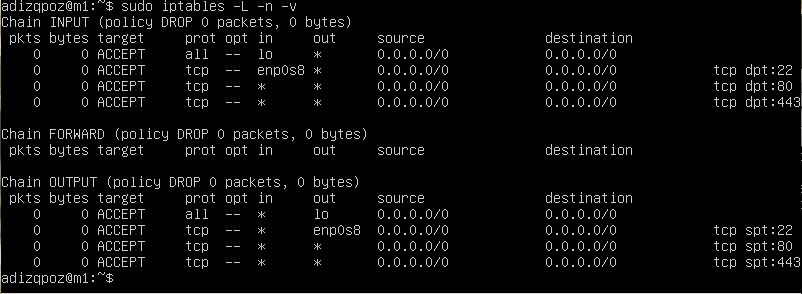 adizqpoz@m1:~$ sudo iptables -L -n -v
Chain INPUT (policy DROP 0 packets, 0 bytes)
 pkts bytes target     prot opt in     out     source               destination
    0     0 ACCEPT     all  --  lo     *       0.0.0.0/0            0.0.0.0/0
    0     0 ACCEPT     tcp  --  enp0s8 *       0.0.0.0/0            0.0.0.0/0            tcp dpt:22
    0     0 ACCEPT     tcp  --  *      *       0.0.0.0/0            0.0.0.0/0            tcp dpt:80
    0     0 ACCEPT     tcp  --  *      *       0.0.0.0/0            0.0.0.0/0            tcp dpt:443
Chain FORWARD (policy DROP 0 packets, 0 bytes)
 pkts bytes target     prot opt in     out     source               destination
Chain OUTPUT (policy DROP 0 packets, 0 bytes)
 pkts bytes target     prot opt in     out     source               destination
    0     0 ACCEPT     all  --  *      lo      0.0.0.0/0            0.0.0.0/0
    0     0 ACCEPT     tcp  --  *      enp0s8  0.0.0.0/0            0.0.0.0/0            tcp spt:22
    0     0 ACCEPT     tcp  --  *      *       0.0.0.0/0            0.0.0.0/0            tcp spt:80
    0     0 ACCEPT     tcp  --  *      *       0.0.0.0/0            0.0.0.0/0            tcp spt:443
adizqpoz@m1:~$